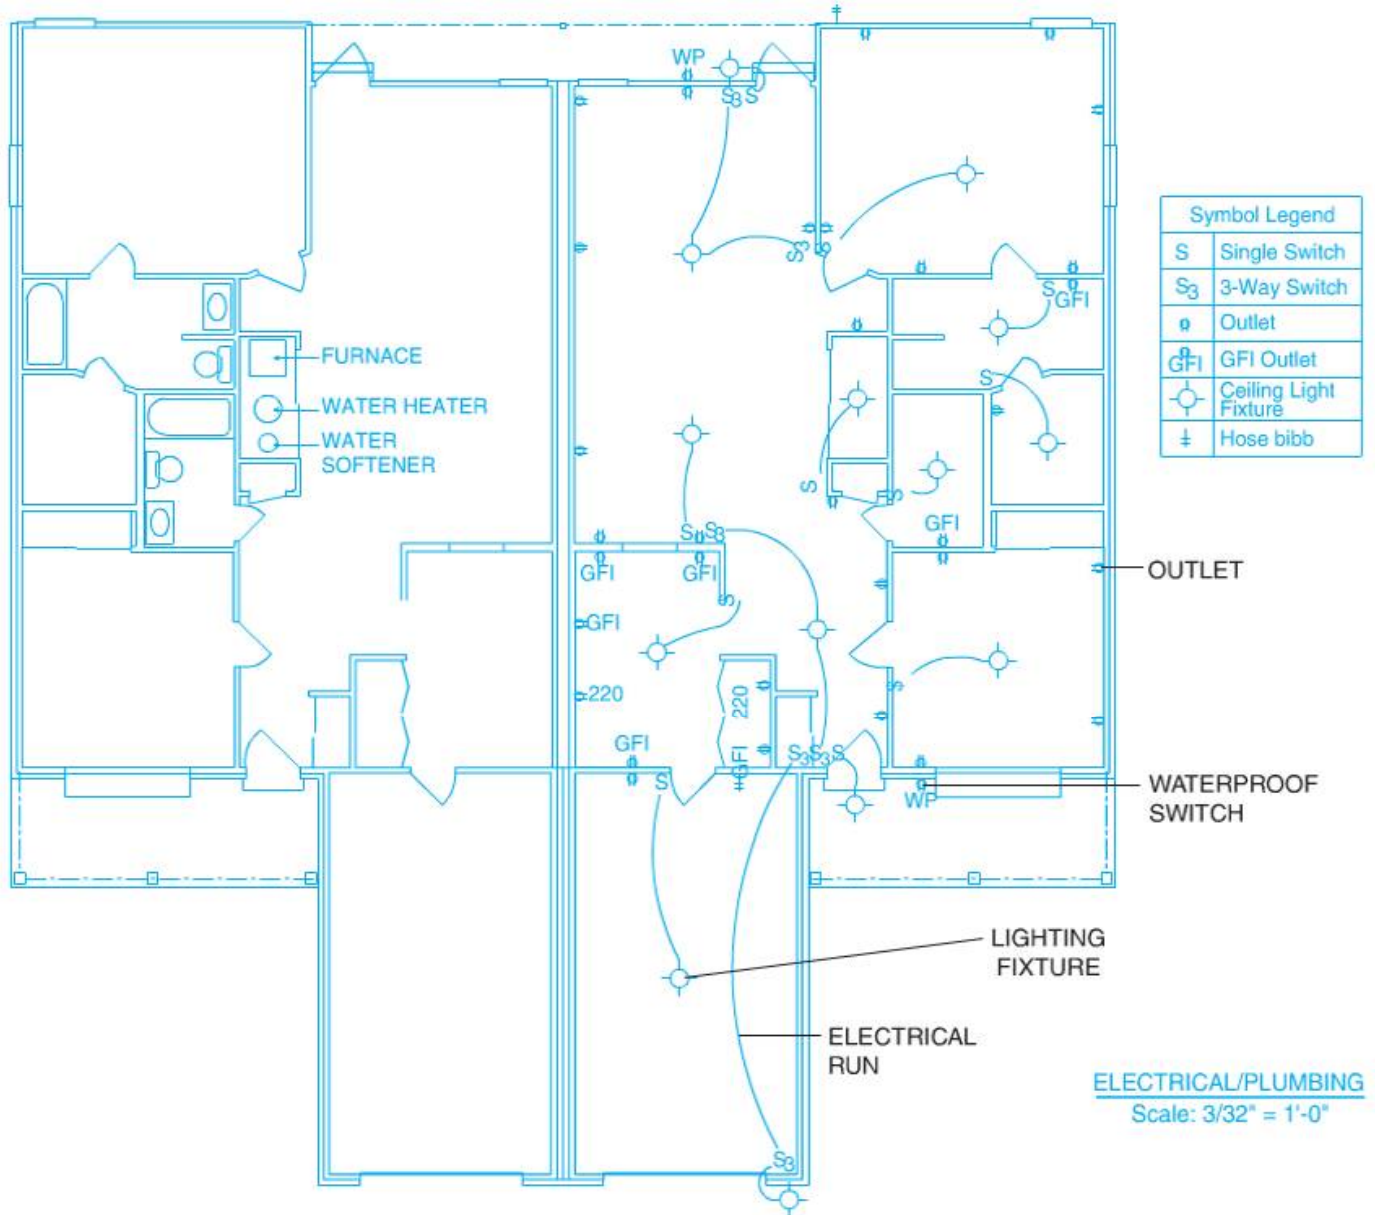 WP
S3 S
S3
S
S
GFI
Symbol Legend
S Single Switch
S3 3-Way Switch
Outlet
GFI GFI Outlet
Ceiling Light
Fixture
Hose bibb
FURNACE
WATER HEATER
WATER
SOFTENER
S
S
S
GFI
S S3
GFI GFI
OUTLET
S
GFI
S
220
220
GFI
GFI
S3 S3 S
S
WP
WATERPROOF
SWITCH
LIGHTING
FIXTURE
ELECTRICAL
RUN
ELECTRICAL/PLUMBING
Scale: 3/32" = 1'-0"
S3